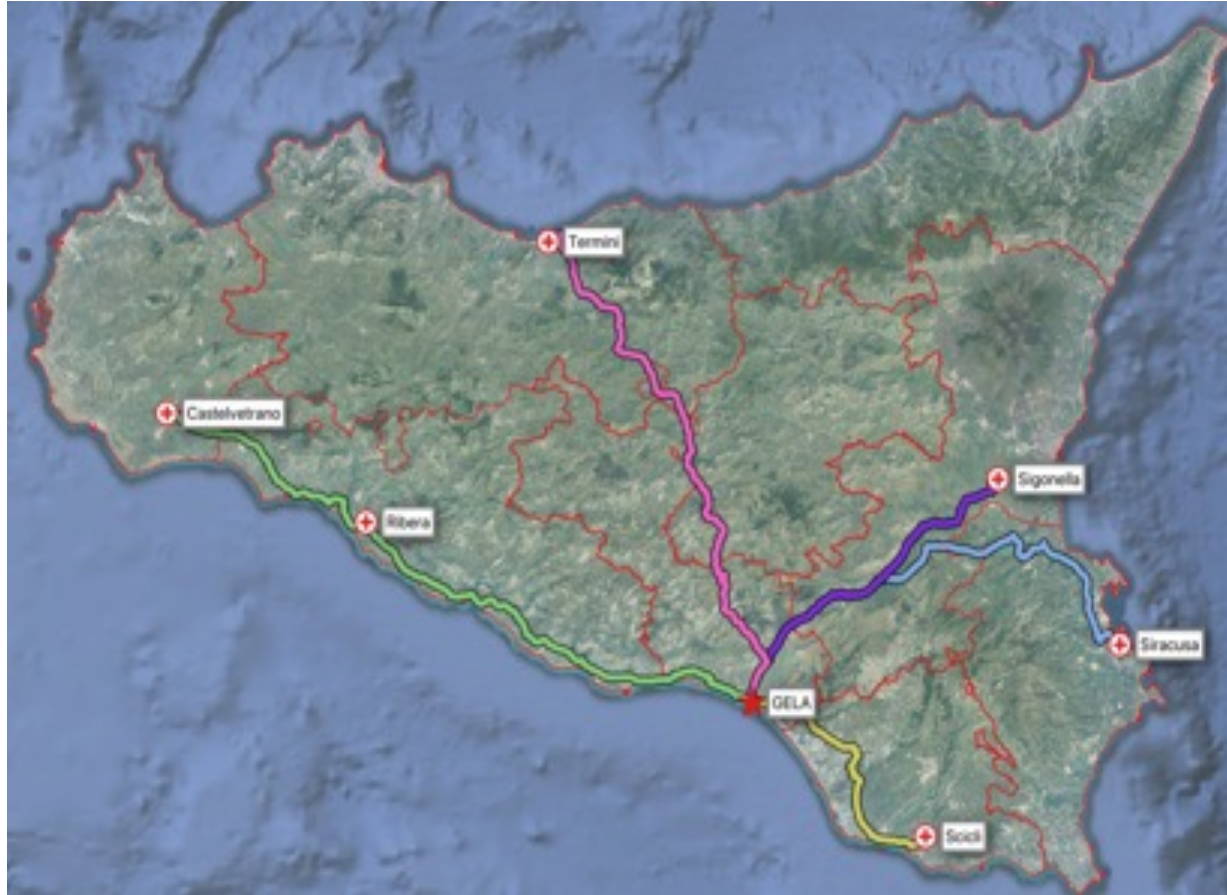 Termini
Castelvetrano
Sigonella
Ribera
Siracusa
GELA
Scicli